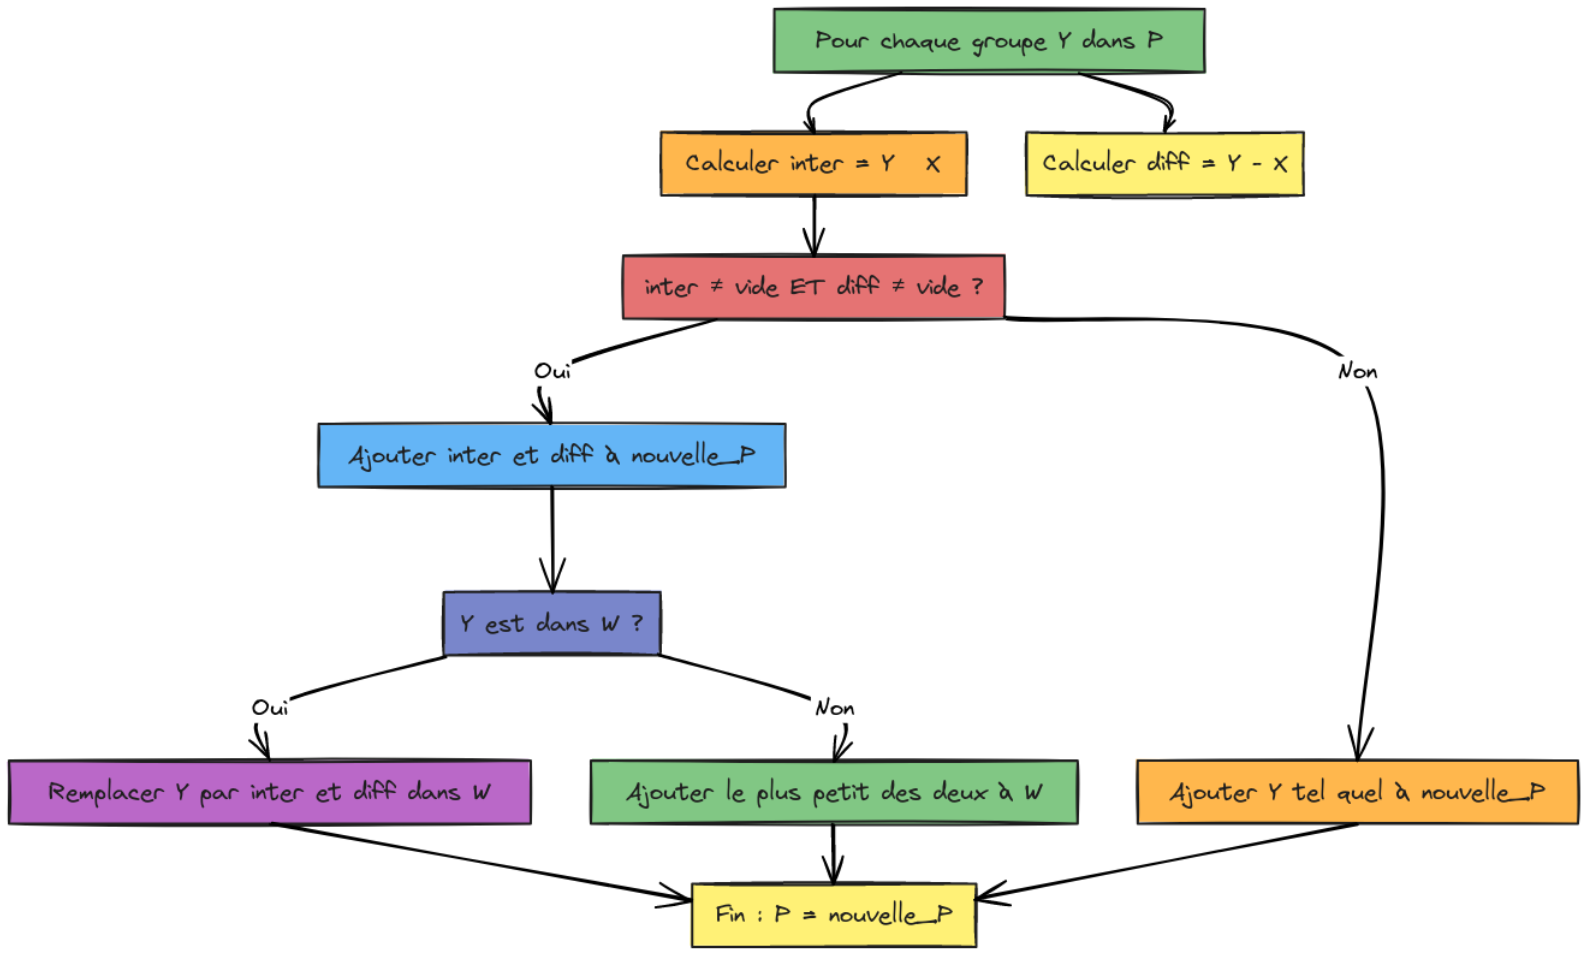 Pour chaque groupe Y dans P
Calculer inter = Y X
Calculer diff = Y - X
inter ≠ vide ET diff ≠ vide ?
Oui
Non
Ajouter inter et diff à nouvelle_P
Y est dans W ?
Oui
Non
Remplacer Y par inter et diff dans W
Ajouter le plus petit des deux à W
Ajouter Y tel quel à nouvelle_P
Fin : P = nouvelle_P